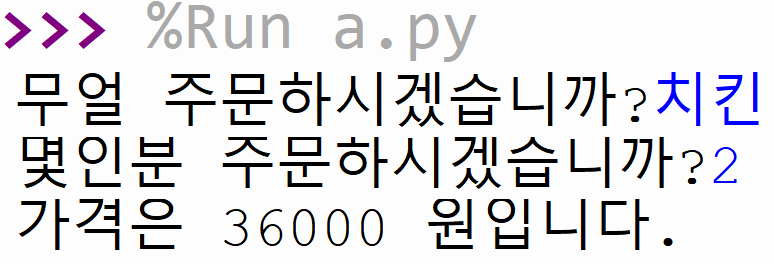 >>> %Run a.py
무얼 주문하시겠습니까?치킨
몇인분 주문하시겠습니까?2
가격은 36000 원입니다.